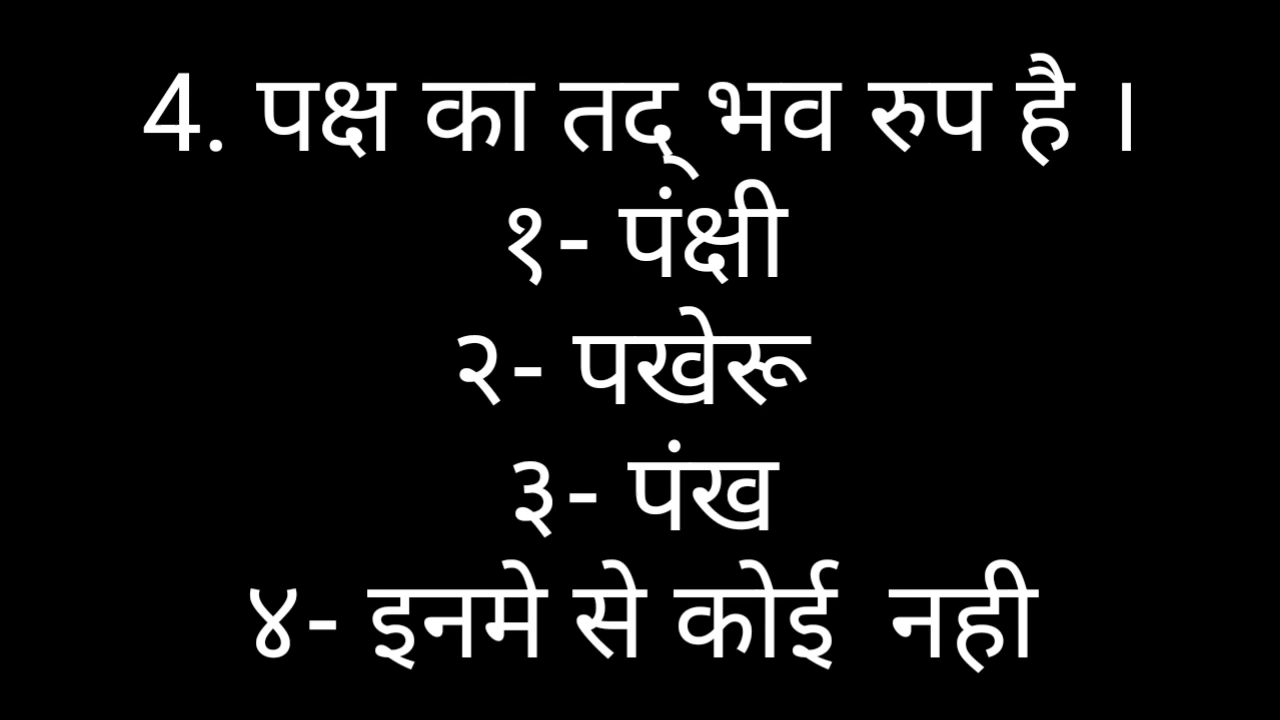 4. पक्ष का तद् भव रुप है ।
१- पंक्षी
२- पखेरू
३- पंख
४- इनमे से कोई नही